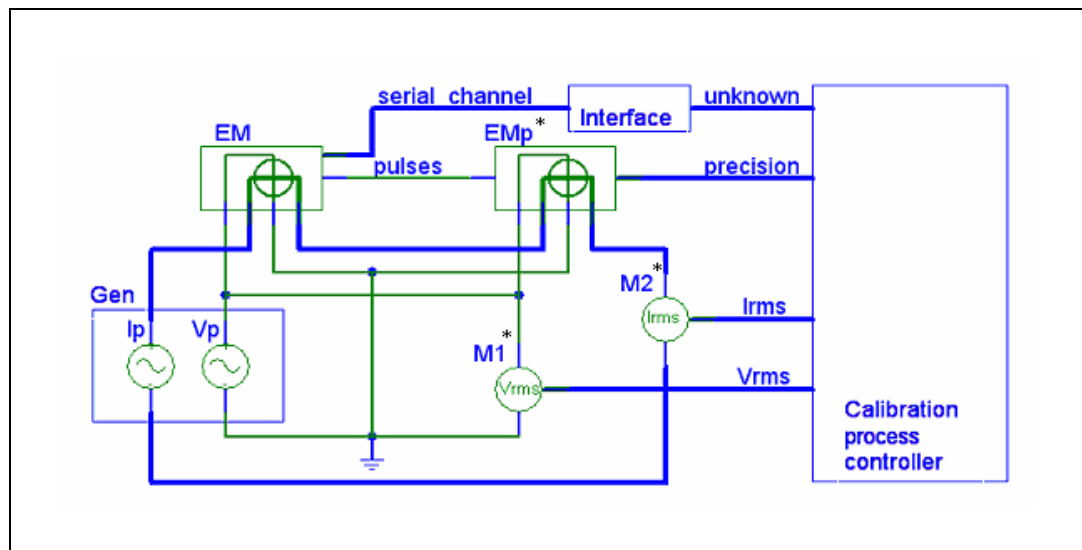 serial channel
Interface
unknown
EM
EMp*
pulses
precision
M2*
Gen
Ip
Vp
Irms
Irms
M1*
Vrms
Vrms
Calibration
process
controller